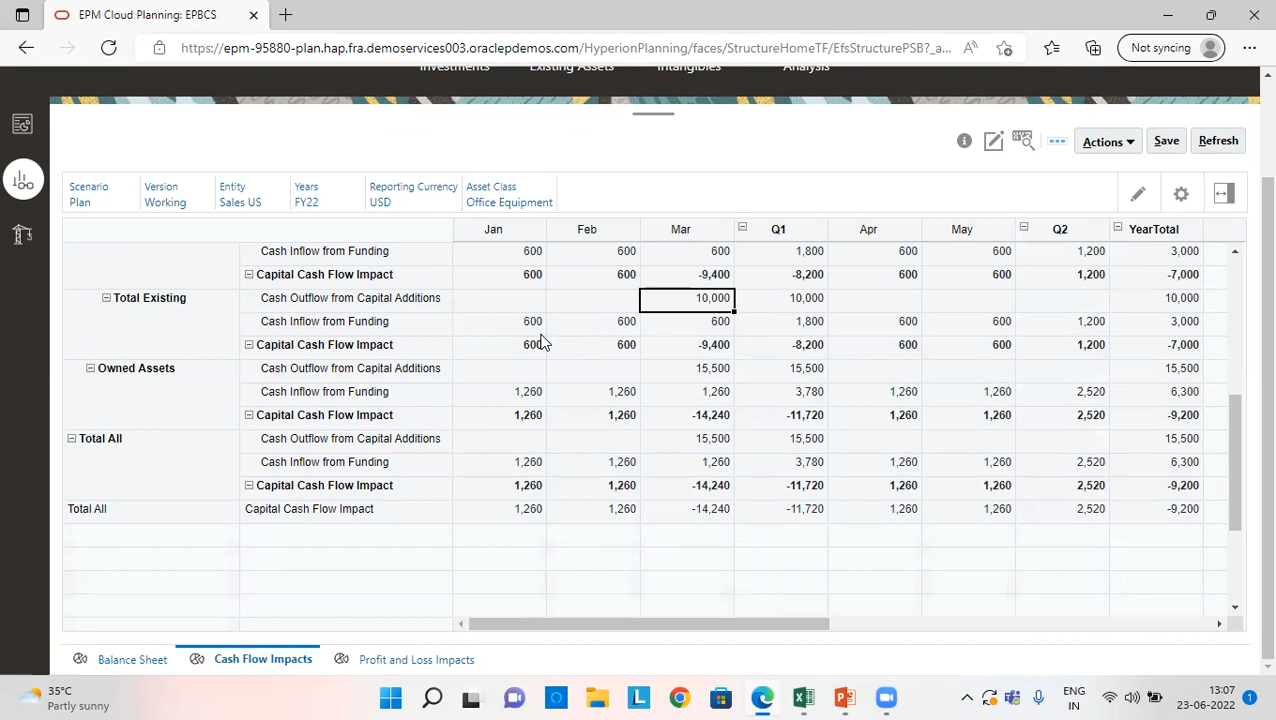 EPM Cloud Planning: EPBCS
https://epm-95880-plan.hap.fra.demoservices003.oraclepdemos.com/HyperionPlanning/faces/StructureHomeTF/EfsStructurePSB?_a...
Not syncing
Investments Existing Assets Intangibles Analysis
Actions Save Refresh
Scenario Version Entity Years Reporting Currency Asset Class
Plan Working Sales US FY22 USD Office Equipment
Jan Feb Mar Q1 Apr May Q2 YearTotal
Cash Inflow from Funding 600 600 600 1,800 600 600 1,200 3,000
Capital Cash Flow Impact 600 600 -9,400 -8,200 600 600 1,200 -7,000
Total Existing Cash Outflow from Capital Additions 10,000 10,000 10,000
Cash Inflow from Funding 600 600 600 1,800 600 600 1,200 3,000
Capital Cash Flow Impact 600 600 -9,400 -8,200 600 600 1,200 -7,000
Owned Assets Cash Outflow from Capital Additions 15,500 15,500 15,500
Cash Inflow from Funding 1,260 1,260 1,260 3,780 1,260 1,260 2,520 6,300
Capital Cash Flow Impact 1,260 1,260 -14,240 -11,720 1,260 1,260 2,520 -9,200
Total All Cash Outflow from Capital Additions 15,500 15,500 15,500
Cash Inflow from Funding 1,260 1,260 1,260 3,780 1,260 1,260 2,520 6,300
Capital Cash Flow Impact 1,260 1,260 -14,240 -11,720 1,260 1,260 2,520 -9,200
Total All Capital Cash Flow Impact 1,260 1,260 -14,240 -11,720 1,260 1,260 2,520 -9,200
Balance Sheet Cash Flow Impacts Profit and Loss Impacts
35°C
Partly sunny
ENG
IN
13:07
23-06-2022
1